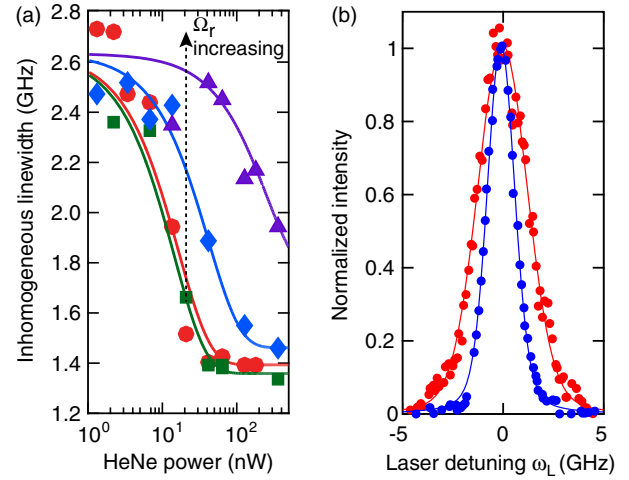 (a)
Ωr
increasing
Inhomogeneous linewidth (GHz)
2.8
2.6
2.4
2.2
2.0
1.8
1.6
1.4
1.2
10^0
10^1
10^2
HeNe power (nW)
(b)
Normalized intensity
1
0.8
0.6
0.4
0.2
0
-5
0
5
Laser detuning ω_L (GHz)